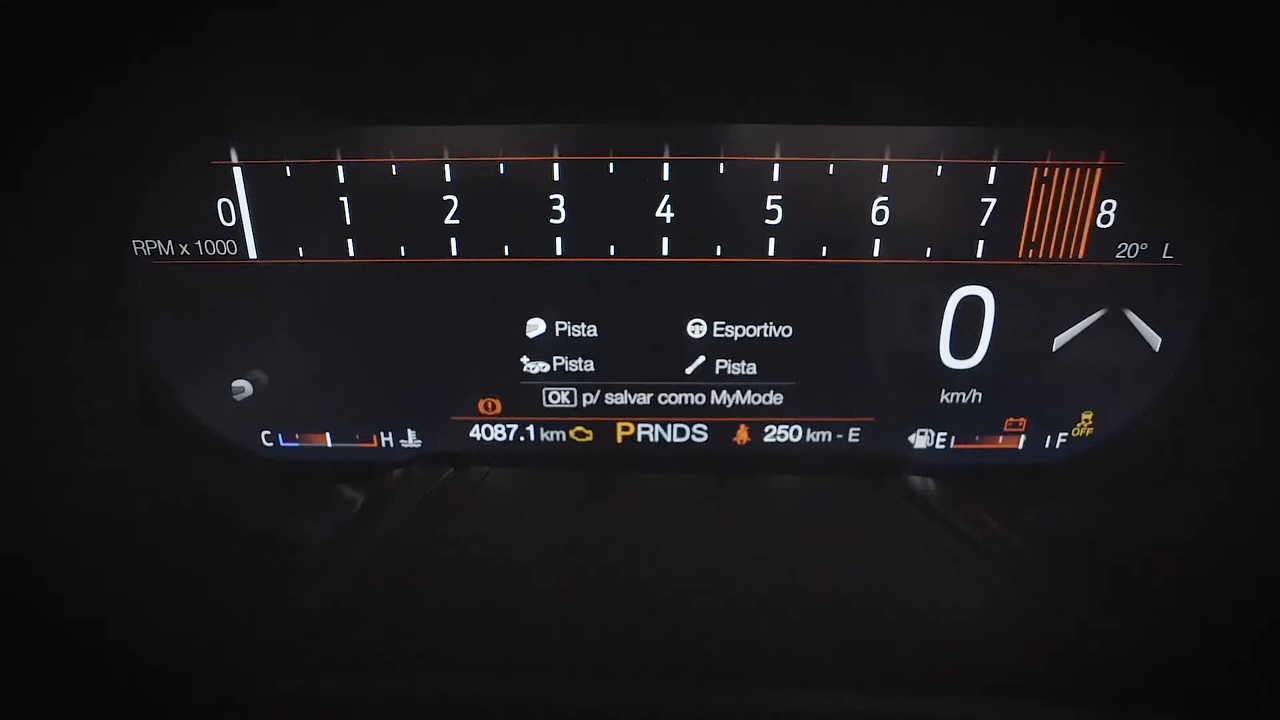 0 1 2 3 4 5 6 7 8
RPM x 1000
20° L
Pista Esportivo
Pista Pista
OK p/ salvar como MyMode
0
km/h
C H
4087.1 km PRNDS 250 km - E
E F
OFF